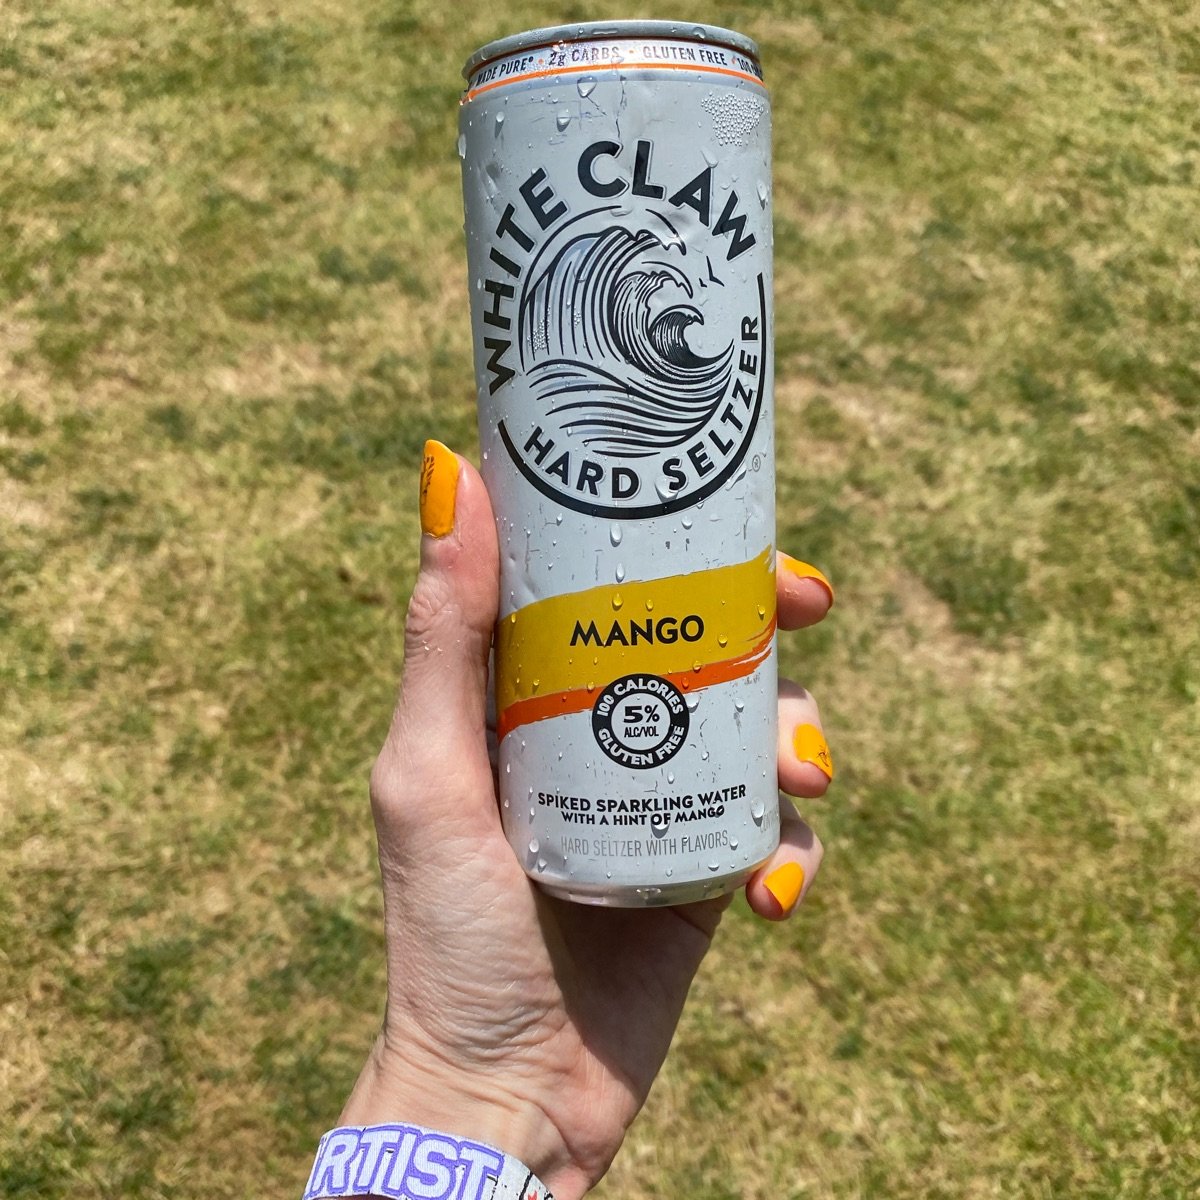 MADE PURE® • 2g CARBS • GLUTEN FREE
WHITE CLAW
HARD SELTZER
®
MANGO
100 CALORIES
5%
ALC/VOL
GLUTEN FREE
SPIKED SPARKLING WATER
WITH A HINT OF MANGO
HARD SELTZER WITH FLAVORS
RTIST